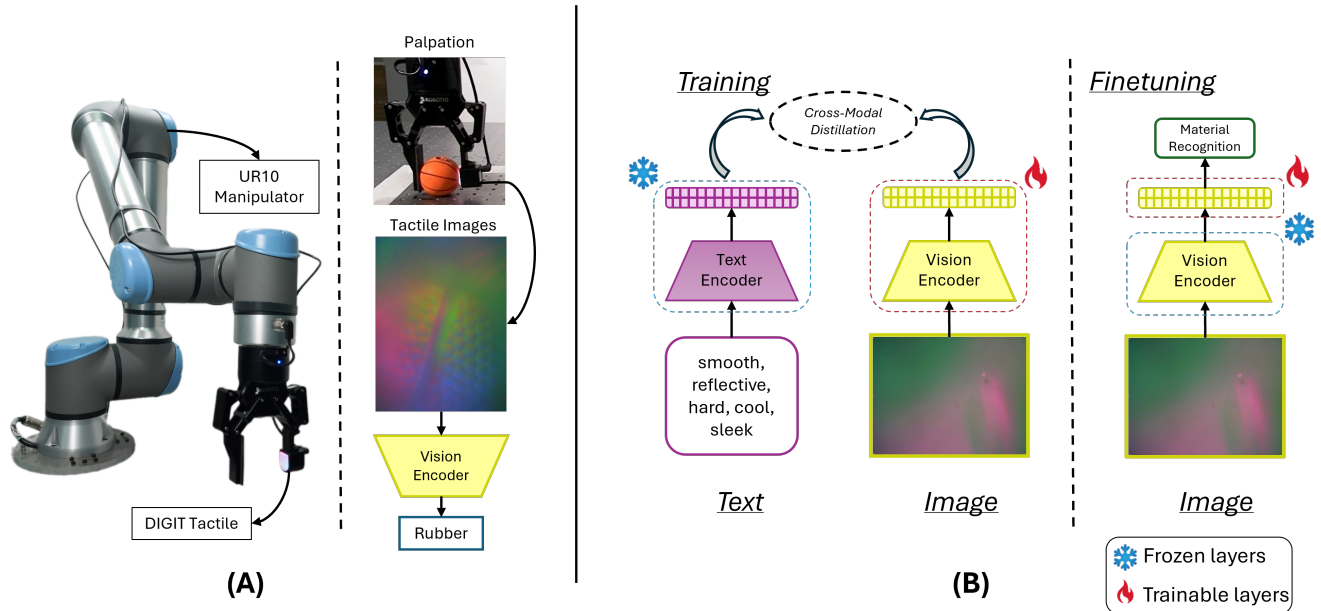 UR10
Manipulator
DIGIT Tactile
Palpation
ROBOTIQ
Tactile Images
Vision
Encoder
Rubber
(A)
Training
Cross-Modal
Distillation
Text
Encoder
smooth,
reflective,
hard, cool,
sleek
Text
Vision
Encoder
Image
Finetuning
Material
Recognition
Vision
Encoder
Image
(B)
Frozen layers
Trainable layers